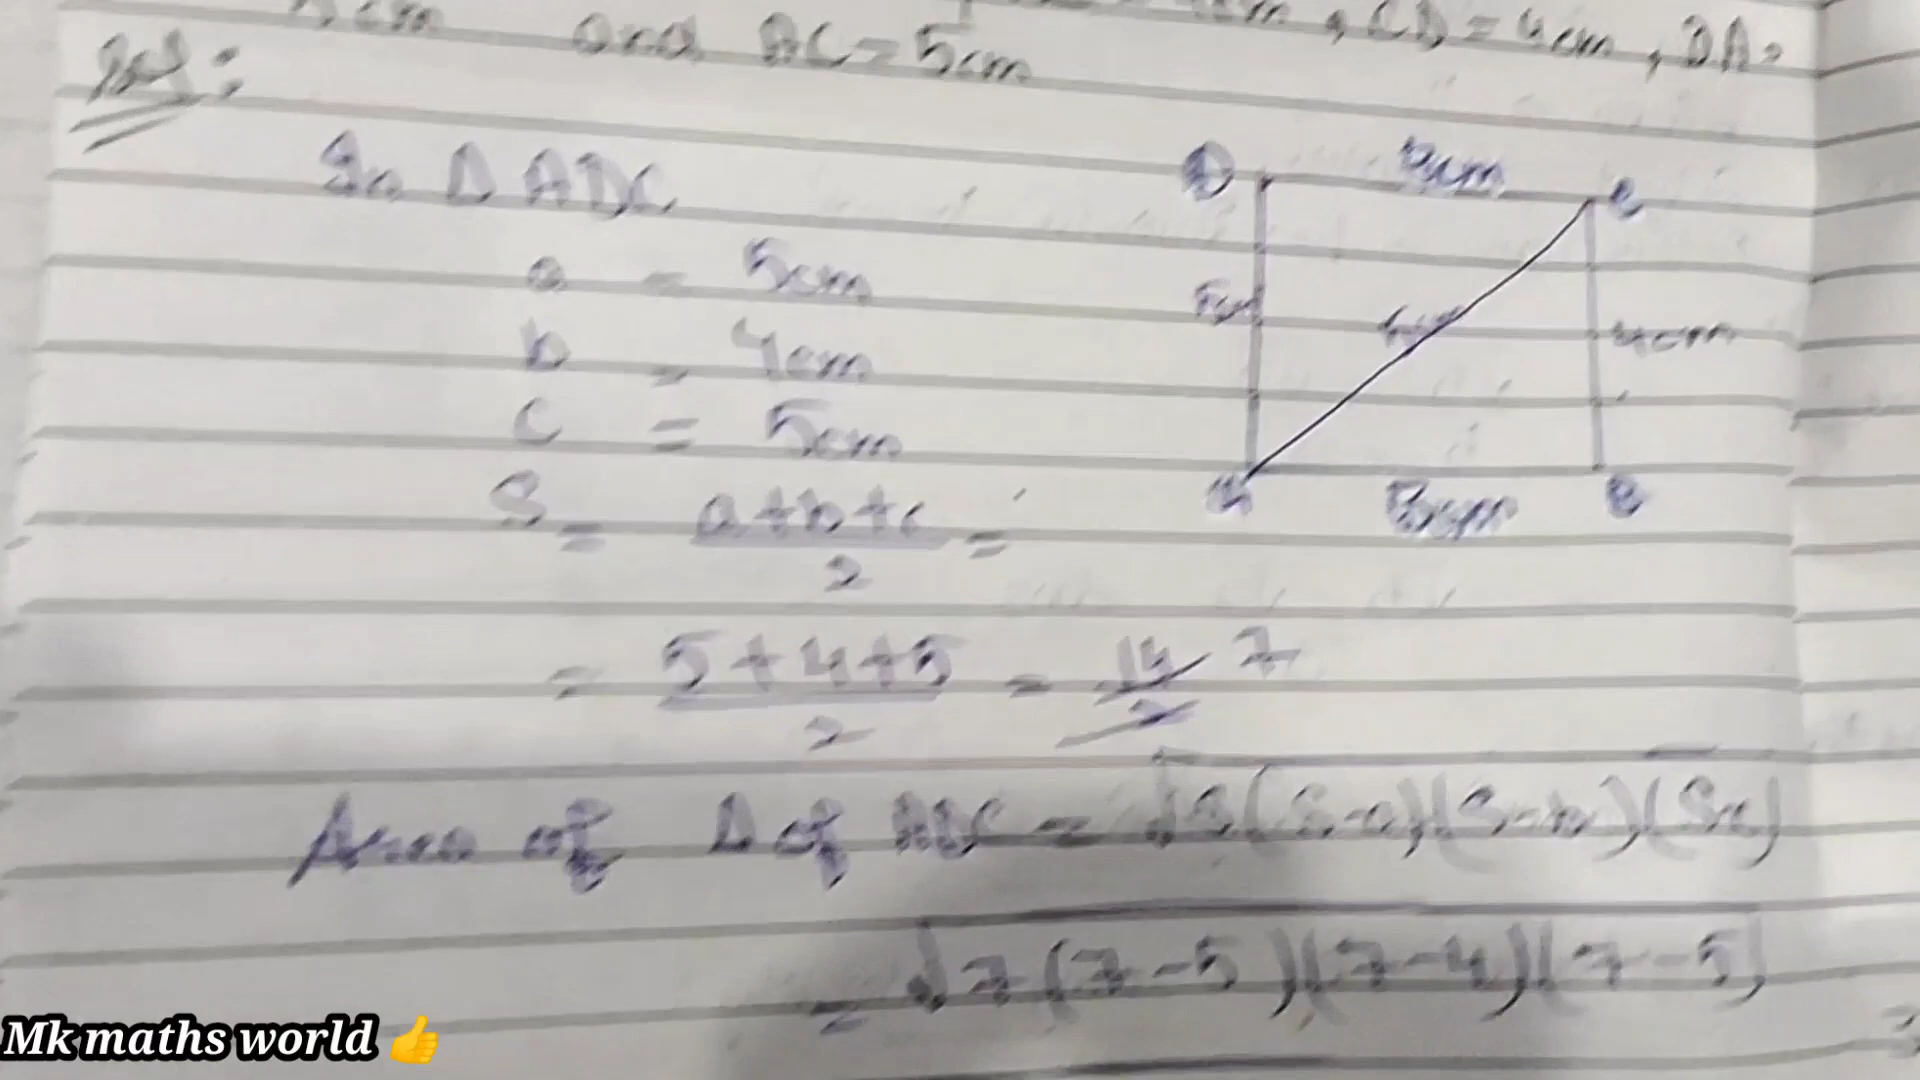 and AC = 5cm , CD = 4cm , DA =
Sol :
In Δ ADC
a = 5cm
b = 4cm
c = 5cm
S = a+b+c / 2 =
= 5+4+5 / 2 = 14 / 2 7
Area of Δ of ADC = √S(S-a)(S-b)(S-c)
= √7(7-5)(7-4)(7-5)
D 4cm C
5cm
4cm
A B
Mk maths world 👍